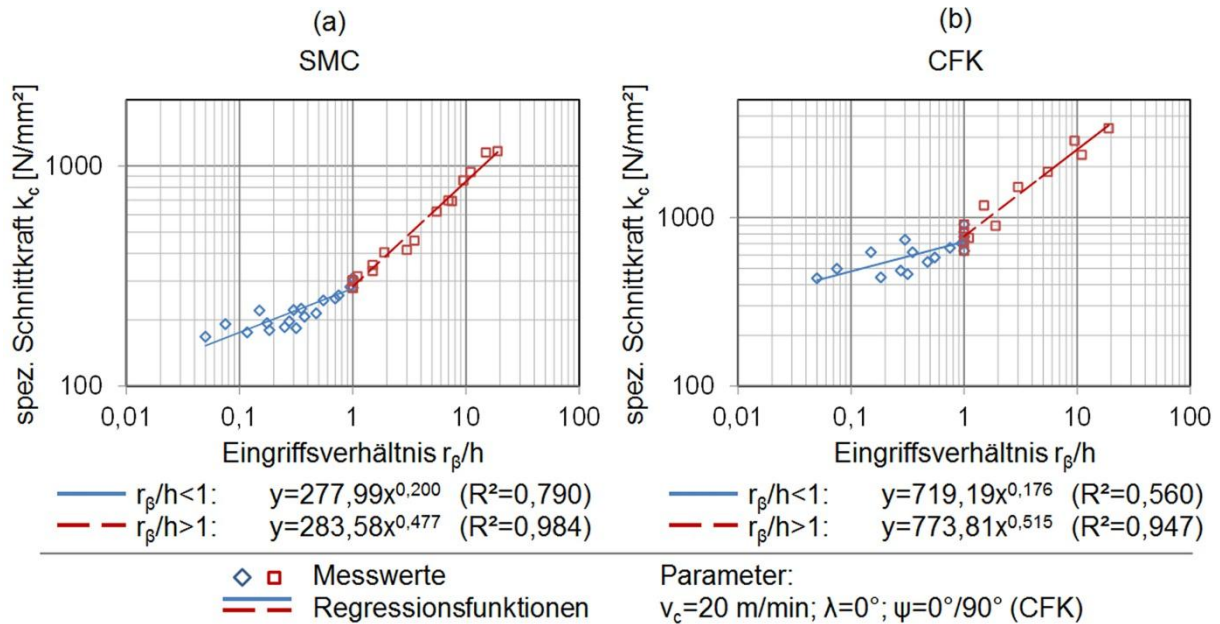 (a)
SMC
spez. Schnittkraft k_c [N/mm²]
1000
100
0,01
0,1
1
10
100
Eingriffsverhältnis r_β/h
r_β/h<1: y=277,99x^0,200 (R²=0,790)
r_β/h>1: y=283,58x^0,477 (R²=0,984)
(b)
CFK
spez. Schnittkraft k_c [N/mm²]
1000
100
0,01
0,1
1
10
100
Eingriffsverhältnis r_β/h
r_β/h<1: y=719,19x^0,176 (R²=0,560)
r_β/h>1: y=773,81x^0,515 (R²=0,947)
Messwerte
Regressionsfunktionen
Parameter:
v_c=20 m/min; λ=0°; ψ=0°/90° (CFK)